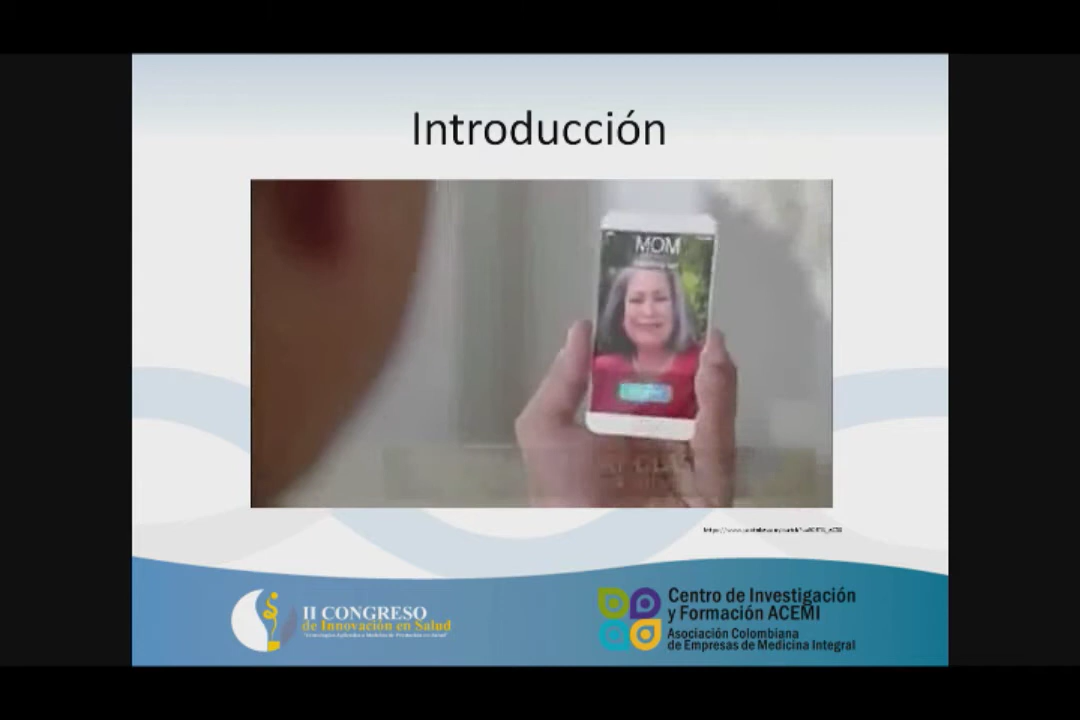 Introducción
MOM
II CONGRESO
de Innovación en Salud
Centro de Investigación
y Formación ACEMI
Asociación Colombiana
de Empresas de Medicina Integral